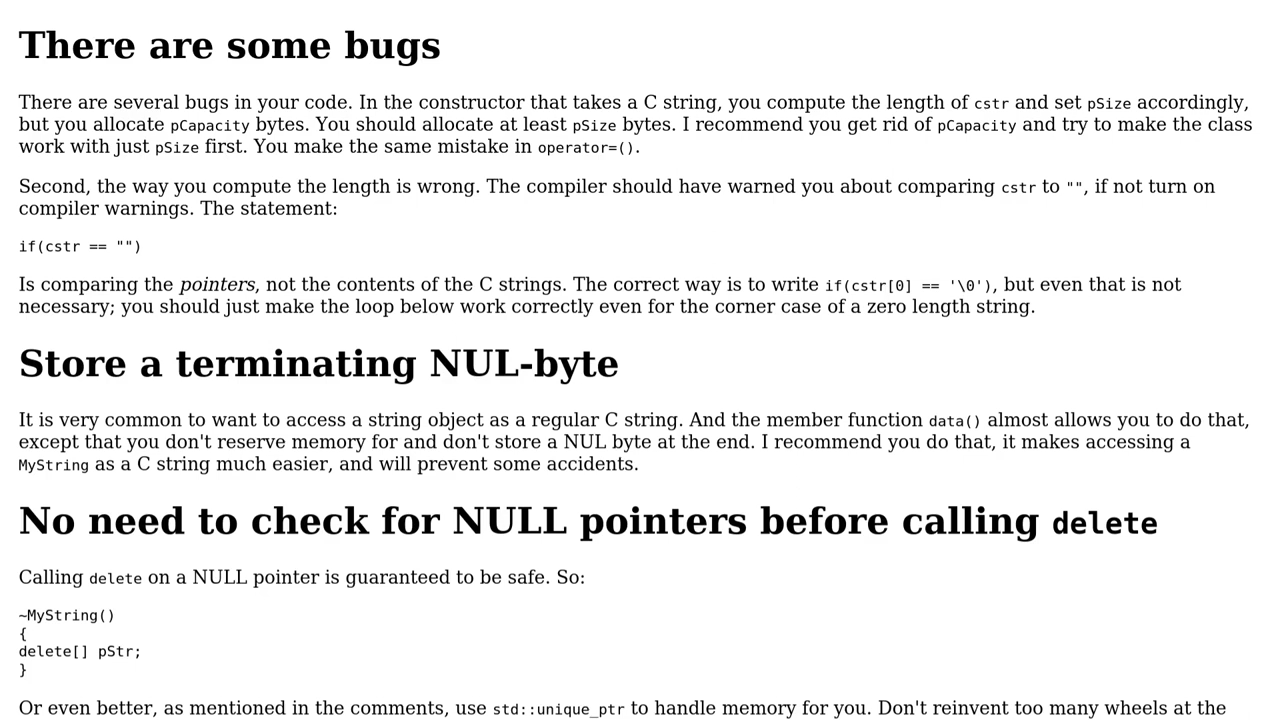 There are some bugs
There are several bugs in your code. In the constructor that takes a C string, you compute the length of cstr and set pSize accordingly,
but you allocate pCapacity bytes. You should allocate at least pSize bytes. I recommend you get rid of pCapacity and try to make the class
work with just pSize first. You make the same mistake in operator=().
Second, the way you compute the length is wrong. The compiler should have warned you about comparing cstr to "", if not turn on
compiler warnings. The statement:
if(cstr == "")
Is comparing the pointers, not the contents of the C strings. The correct way is to write if(cstr[0] == '\0'), but even that is not
necessary; you should just make the loop below work correctly even for the corner case of a zero length string.
Store a terminating NUL-byte
It is very common to want to access a string object as a regular C string. And the member function data() almost allows you to do that,
except that you don't reserve memory for and don't store a NUL byte at the end. I recommend you do that, it makes accessing a
MyString as a C string much easier, and will prevent some accidents.
No need to check for NULL pointers before calling delete
Calling delete on a NULL pointer is guaranteed to be safe. So:
~MyString()
{
delete[] pStr;
}
Or even better, as mentioned in the comments, use std::unique_ptr to handle memory for you. Don't reinvent too many wheels at the